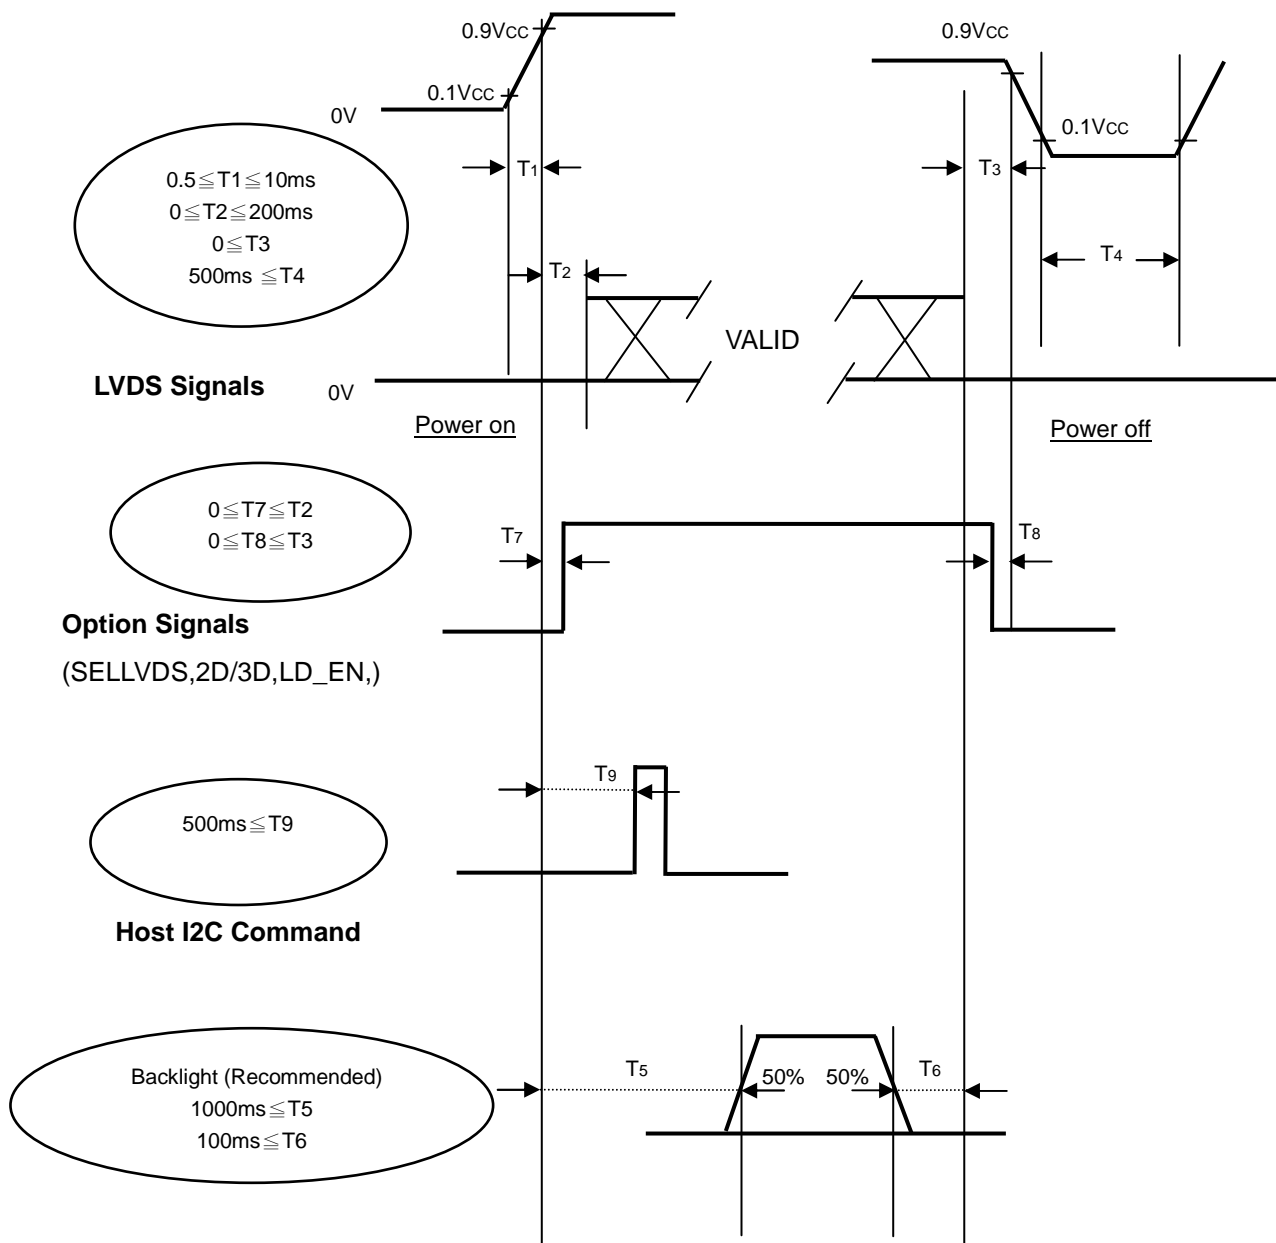 0.9VCC
0.9VCC
0.1VCC
0V
0.1VCC
T1
T3
0.5≦T1≦10ms
0≦T2≦200ms
0≦T3
500ms ≦T4
T2
T4
VALID
LVDS Signals
0V
Power on
Power off
0≦T7≦T2
0≦T8≦T3
T7
T8
Option Signals
(SELLVDS,2D/3D,LD_EN,)
T9
500ms≦T9
Host I2C Command
Backlight (Recommended)
1000ms≦T5
100ms≦T6
T5
50%
50%
T6